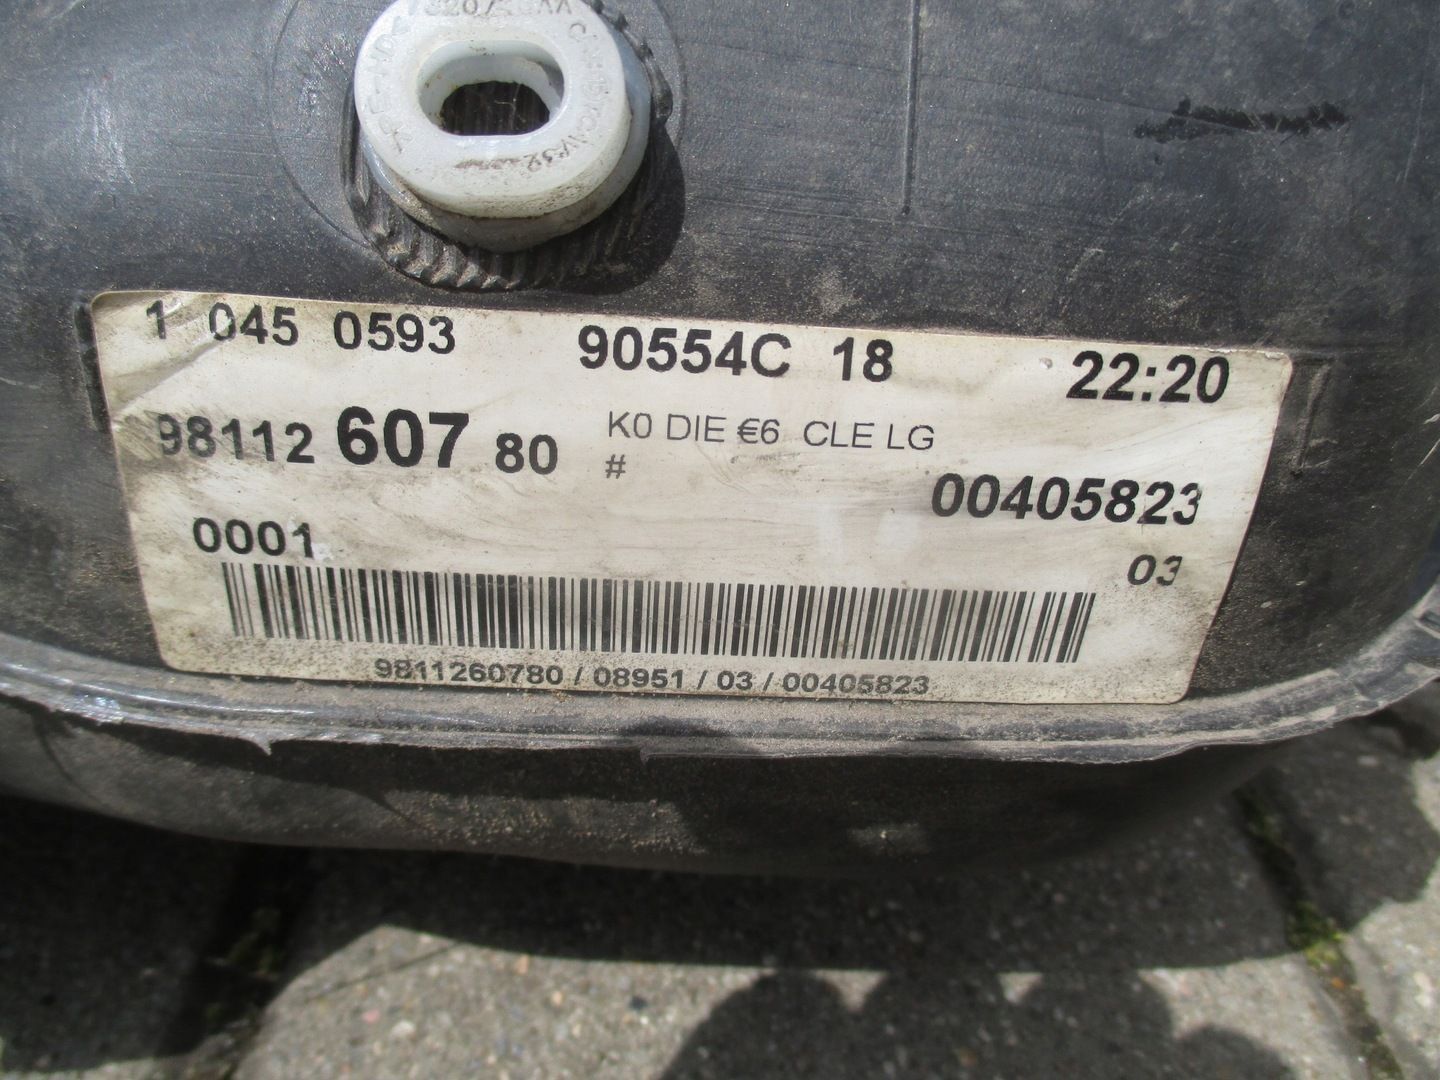 1 045 0593 90554C 18 22:20
98112 607 80 K0 DIE €6 CLE LG
#
00405823
0001
03
9811260780 / 08951 / 03 / 00405823